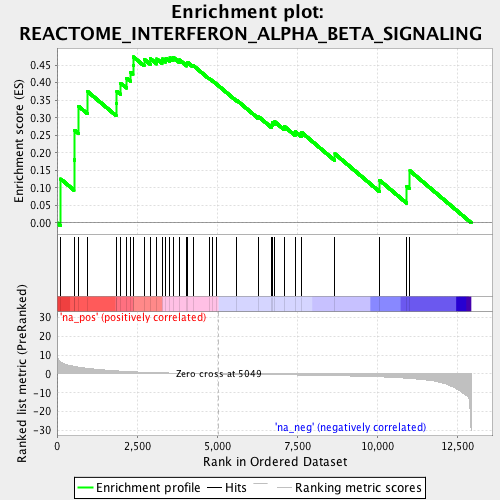 Enrichment plot:
REACTOME_INTERFERON_ALPHA_BETA_SIGNALING
Enrichment score (ES)
0.45
0.40
0.35
0.30
0.25
0.20
0.15
0.10
0.05
0.00
'na_pos' (positively correlated)
Ranked list metric (PreRanked)
30
20
10
0
-10
-20
-30
Zero cross at 5049
'na_neg' (negatively correlated)
0
2,500
5,000
7,500
10,000
12,500
Rank in Ordered Dataset
Enrichment profile
Hits
Ranking metric scores